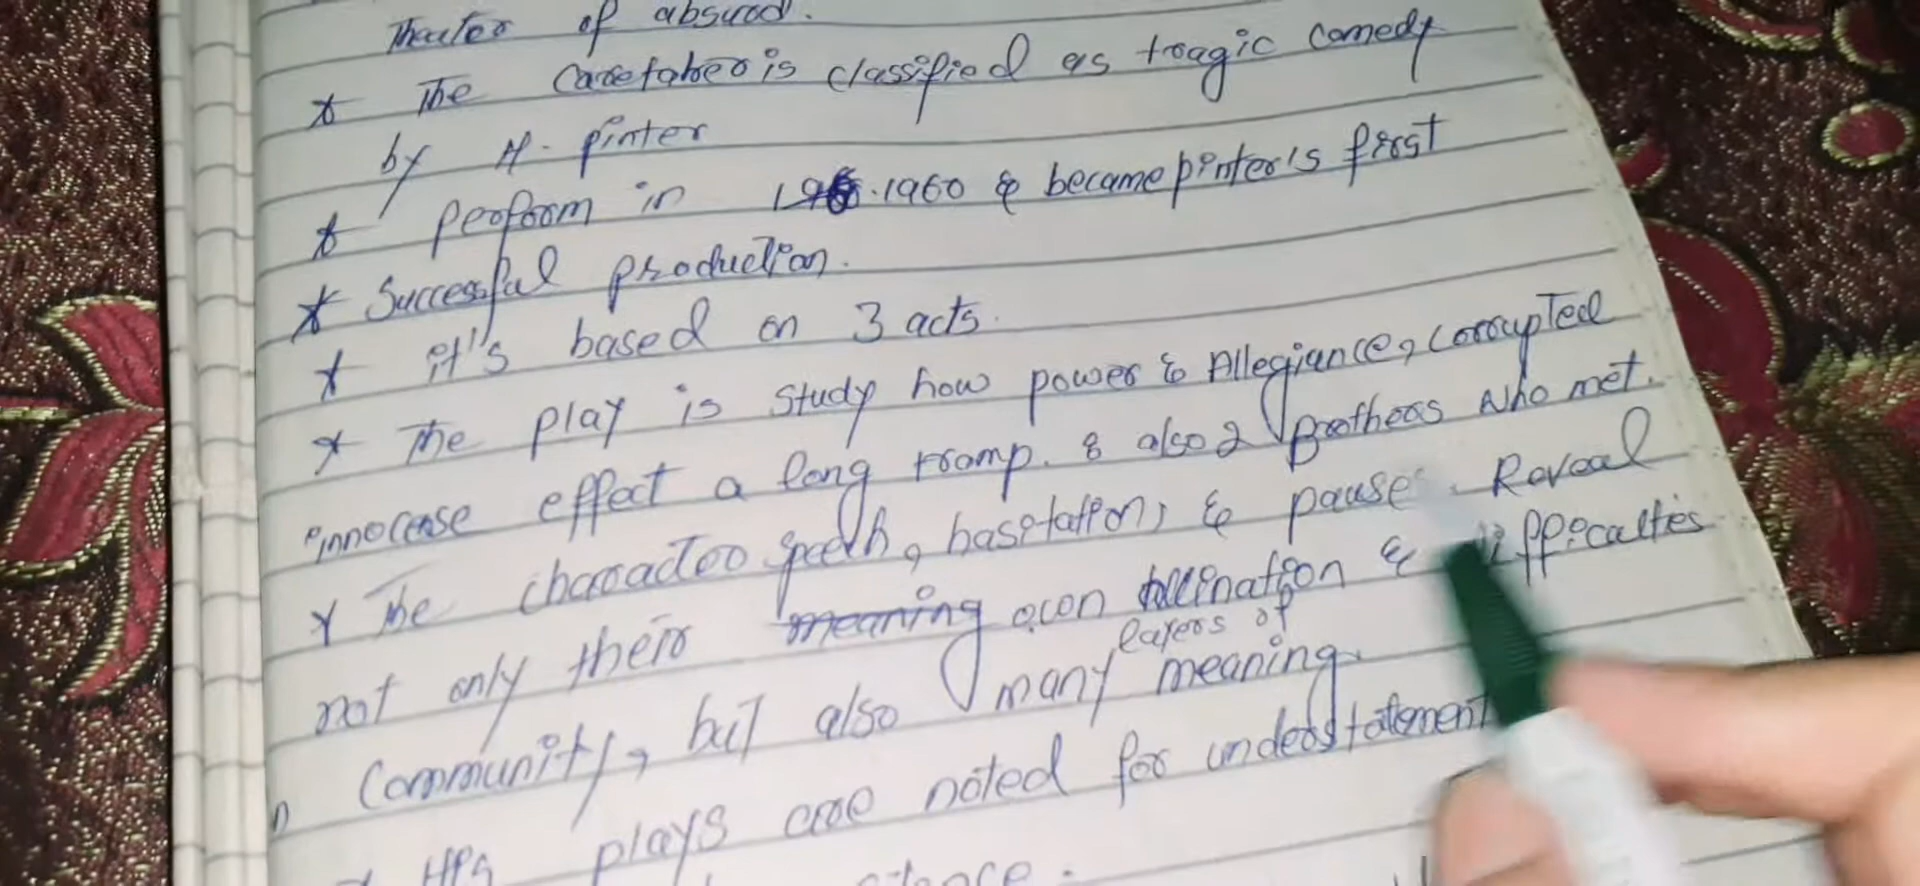 Theater of absurd.
* The Caretaker is classified as tragic comedy
by H. pinter
* perform in 1960 & became pinter's first
* Successful production.
* it's based on 3 acts.
* The play is study how power & Allegiance, corrupted
innocense effect a long tramp. & also 2 Brothers who met.
* The character speech, hasitation, & pause. Reveal
not only their meaning own & difficulties
layers of
Community, but also many meaning.
plays are noted for understatement